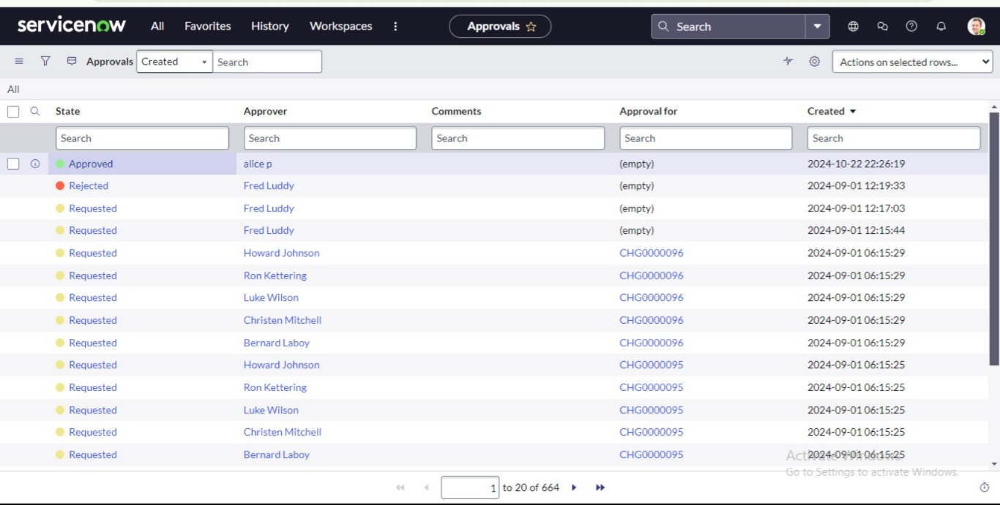 servicenow All Favorites History Workspaces Approvals Search
Approvals Created Search Actions on selected rows...
All
State Approver Comments Approval for Created
Search Search Search Search Search
Approved alice p (empty) 2024-10-22 22:26:19
Rejected Fred Luddy (empty) 2024-09-01 12:19:33
Requested Fred Luddy (empty) 2024-09-01 12:17:03
Requested Fred Luddy (empty) 2024-09-01 12:15:44
Requested Howard Johnson CHG0000096 2024-09-01 06:15:29
Requested Ron Kettering CHG0000096 2024-09-01 06:15:29
Requested Luke Wilson CHG0000096 2024-09-01 06:15:29
Requested Christen Mitchell CHG0000096 2024-09-01 06:15:29
Requested Bernard Laboy CHG0000096 2024-09-01 06:15:29
Requested Howard Johnson CHG0000095 2024-09-01 06:15:25
Requested Ron Kettering CHG0000095 2024-09-01 06:15:25
Requested Luke Wilson CHG0000095 2024-09-01 06:15:25
Requested Christen Mitchell CHG0000095 2024-09-01 06:15:25
Requested Bernard Laboy CHG0000095 2024-09-01 06:15:25
Activate Windows
Go to Settings to activate Windows.
1 to 20 of 664